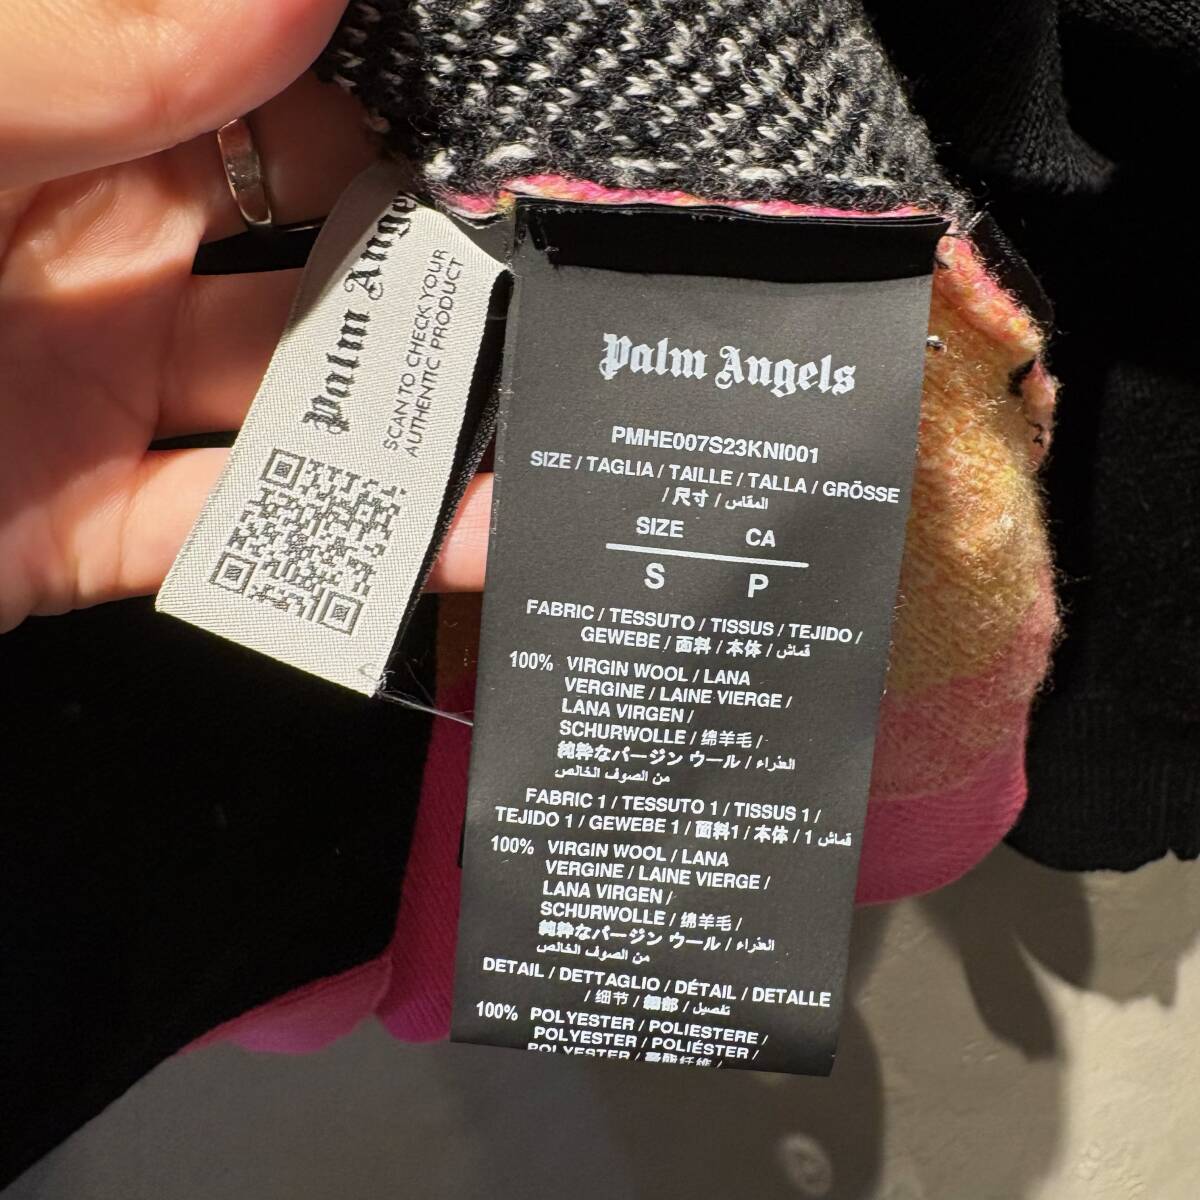 Palm Ange
SCAN TO CHECK YOUR
AUTHENTIC PRODUCT
Palm Angels
PMHE007S23KNI001
SIZE / TAGLIA / TAILLE / TALLA / GRÖSSE
/ 尺寸 / المقاس
SIZE CA
S P
FABRIC / TESSUTO / TISSUS / TEJIDO /
GEWEBE / 面料 / 本体 / قماش
100% VIRGIN WOOL / LANA
VERGINE / LAINE VIERGE /
LANA VIRGEN /
SCHURWOLLE / 绵羊毛 /
純粋なバージン ウール / العذراء
من الصوف الخالص
FABRIC 1 / TESSUTO 1 / TISSUS 1 /
TEJIDO 1 / GEWEBE 1 / 面料1 / 本体 / قماش 1
100% VIRGIN WOOL / LANA
VERGINE / LAINE VIERGE /
LANA VIRGEN /
SCHURWOLLE / 绵羊毛 /
純粋なバージン ウール / العذراء
من الصوف الخالص
DETAIL / DETTAGLIO / DÉTAIL / DETALLE
/ 细节 / 細部 / تفصيل
100% POLYESTER / POLIESTERE /
POLYESTER / POLIÉSTER /
POLYESTER / 聚酯纤维 /